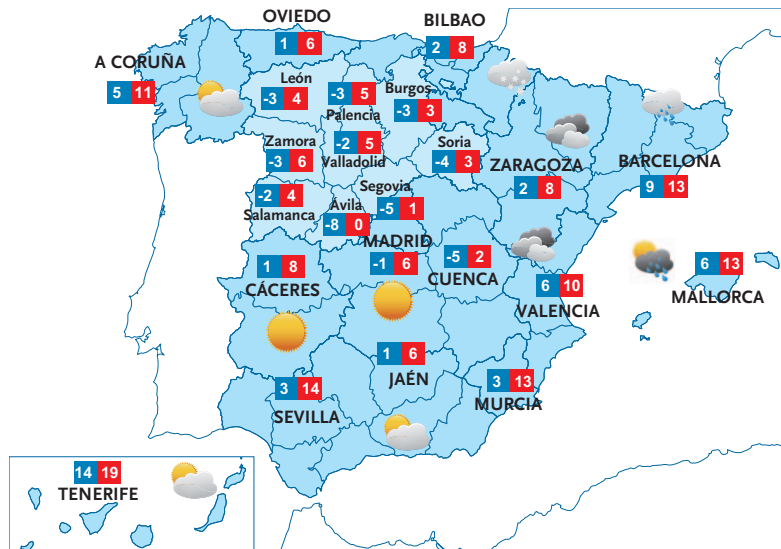 OVIEDO
1 6
BILBAO
2 8
A CORUÑA
5 11
León
-3 4
-3 5
Palencia
Burgos
-3 3
Zamora
-3 6
-2 5
Valladolid
Soria
-4 3
ZARAGOZA
2 8
BARCELONA
9 13
-2 4
Salamanca
Ávila
-8 0
Segovia
-5 1
MADRID
-1 6
-5 2
CUENCA
1 8
CÁCERES
6 10
VALENCIA
6 13
MALLORCA
1 6
JAÉN
3 14
SEVILLA
3 13
MURCIA
14 19
TENERIFE